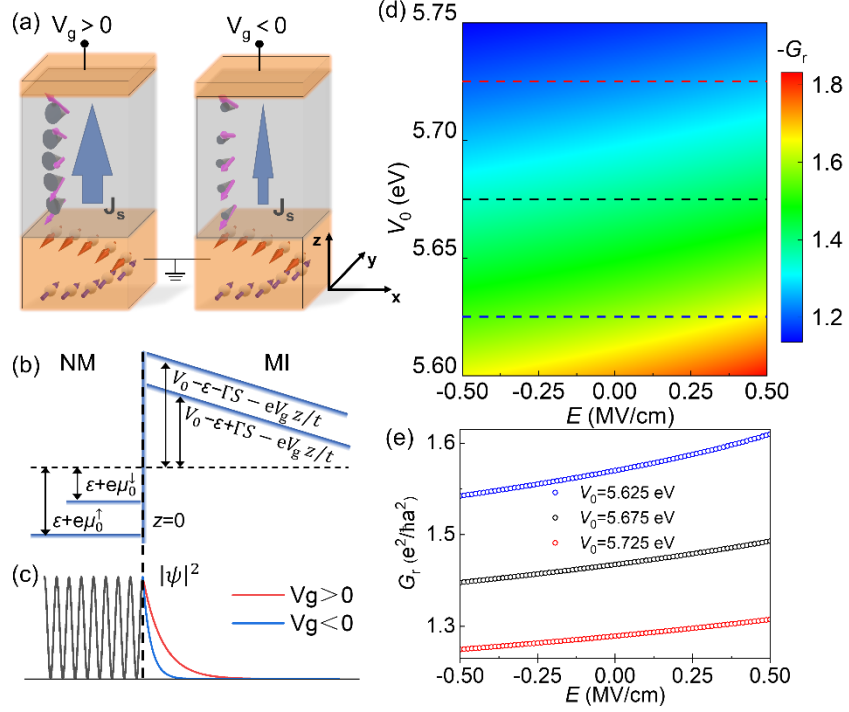 (a)
V_g > 0
V_g < 0
J_s
J_s
z
y
x
(b)
NM
MI
V_0 −ε−ΓS − eV_g z/t
V_0 −ε+ΓS − eV_g z/t
ε+eμ_0^↓
ε+eμ_0^↑
z=0
(c)
|ψ|^2
Vg＞0
Vg＜0
(d)
5.75
5.70
5.65
5.60
V_0 (eV)
-0.50 -0.25 0.00 0.25 0.50
E (MV/cm)
-G_r
1.8
1.6
1.4
1.2
(e)
1.6
1.5
1.3
G_r (e^2/ha^2)
V_0=5.625 eV
V_0=5.675 eV
V_0=5.725 eV
-0.50 -0.25 0.00 0.25 0.50
E (MV/cm)